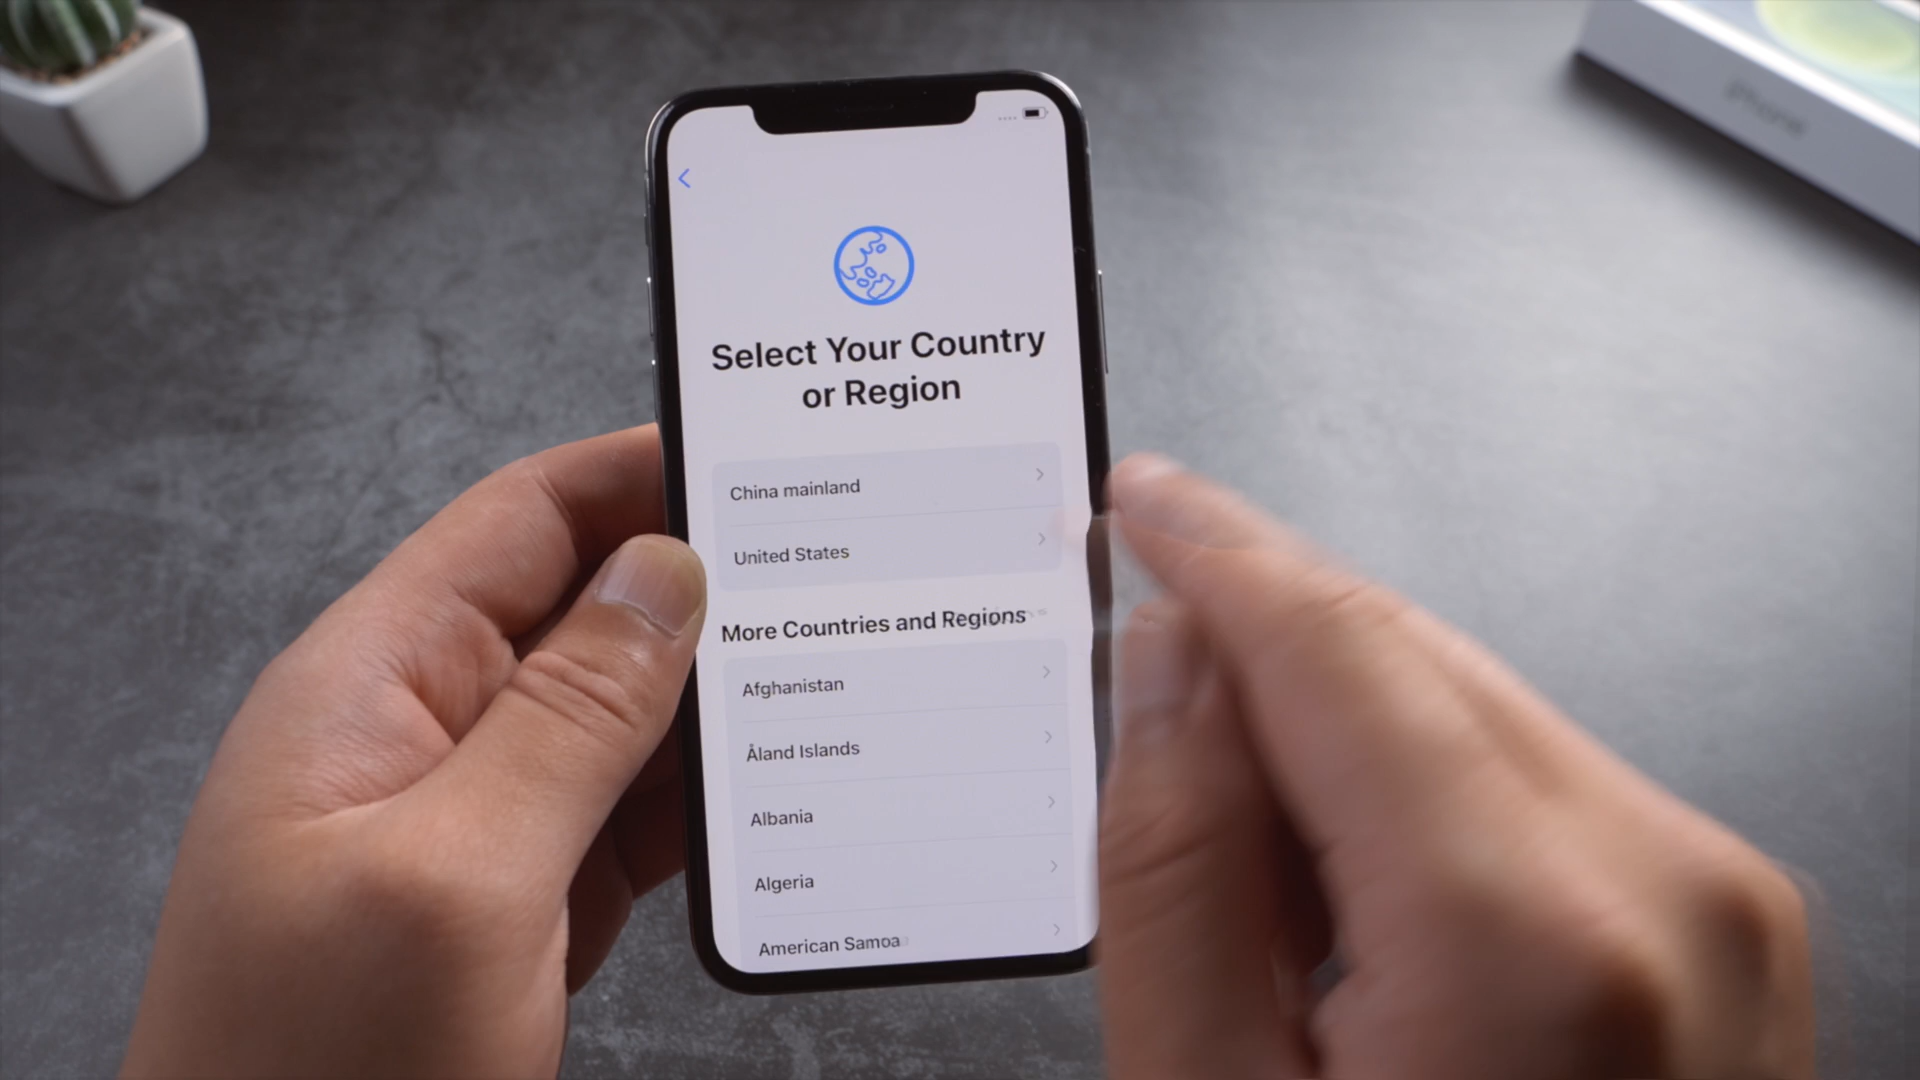 Select Your Country
or Region
China mainland
United States
More Countries and Regions
Afghanistan
Åland Islands
Albania
Algeria
American Samoa
iPhone